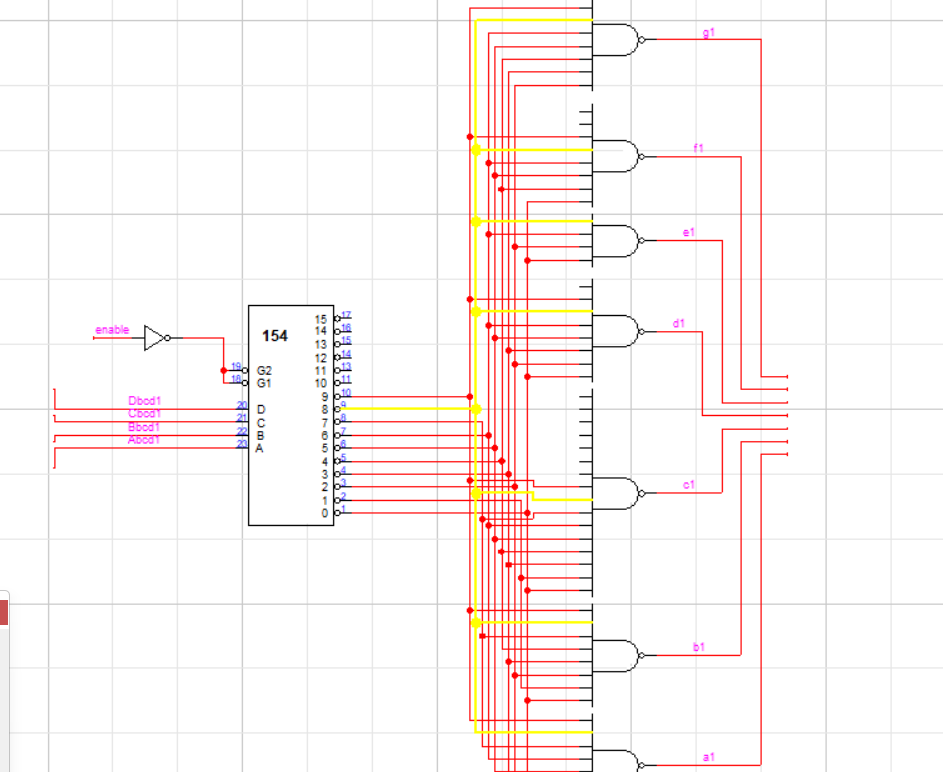 g1
f1
e1
d1
enable
154
15 17
14 16
13 15
12 14
19 G2 11 13
18 G1 10 11
9 10
Dbcd1 20 D 8 9
Cbcd1 21 C 7 8
Bbcd1 22 B 6 7
Abcd1 23 A 5 6
4 5
3 4
2 3
c1
1 2
0 1
b1
a1